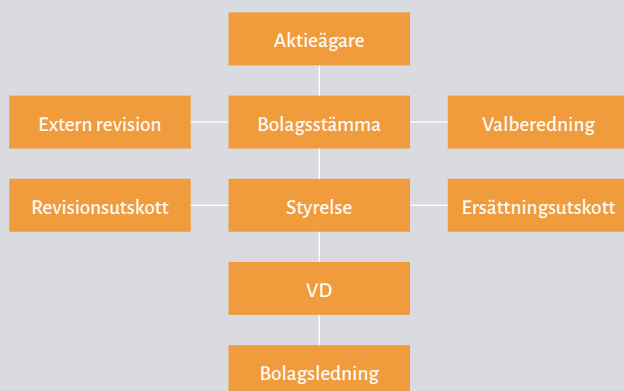 Aktieägare
Extern revision
Bolagsstämma
Valberedning
Revisionsutskott
Styrelse
Ersättningsutskott
VD
Bolagsledning